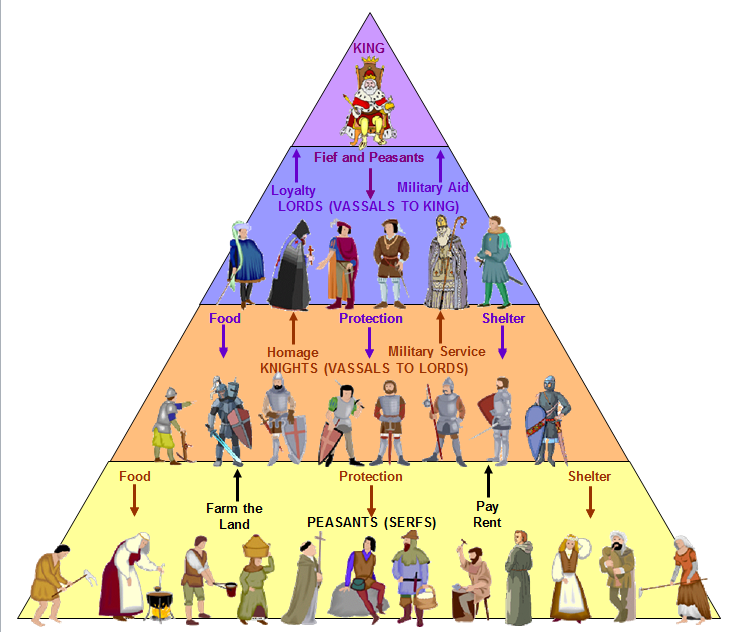 KING
Fief and Peasants
Loyalty
Military Aid
LORDS (VASSALS TO KING)
Food
Protection
Shelter
Homage
Military Service
KNIGHTS (VASSALS TO LORDS)
Food
Protection
Shelter
Farm the
Land
Pay
Rent
PEASANTS (SERFS)